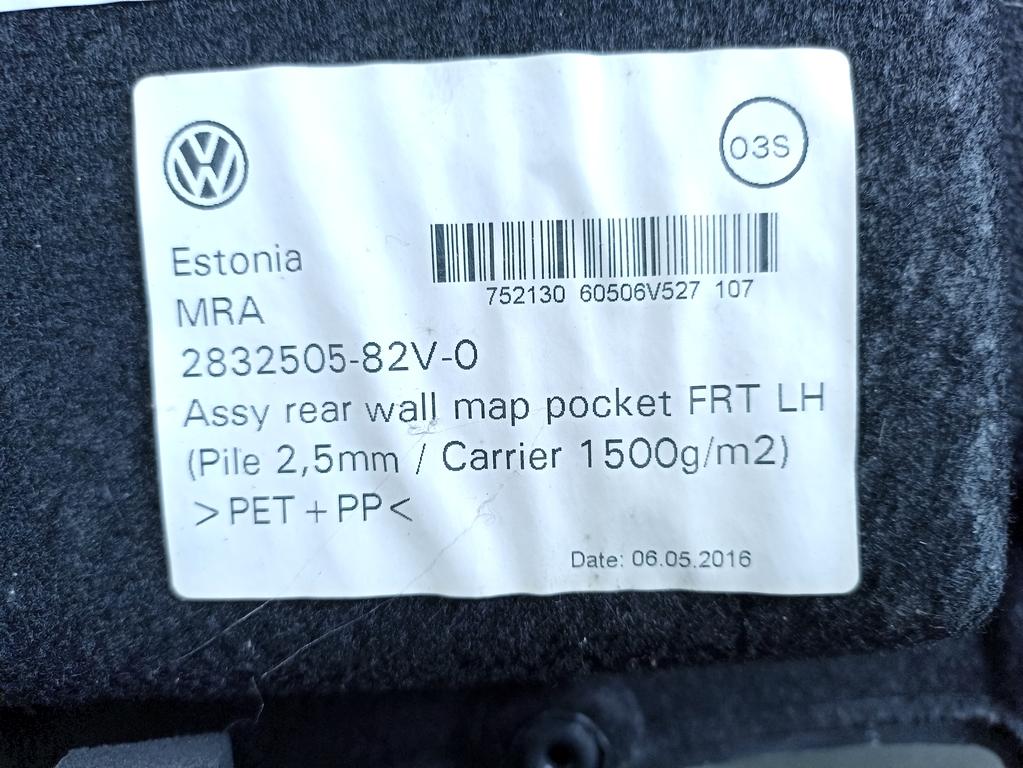 03S
Estonia
752130 60506V527 107
MRA
2832505-82V-0
Assy rear wall map pocket FRT LH
(Pile 2,5mm / Carrier 1500g/m2)
>PET+PP<
Date: 06.05.2016